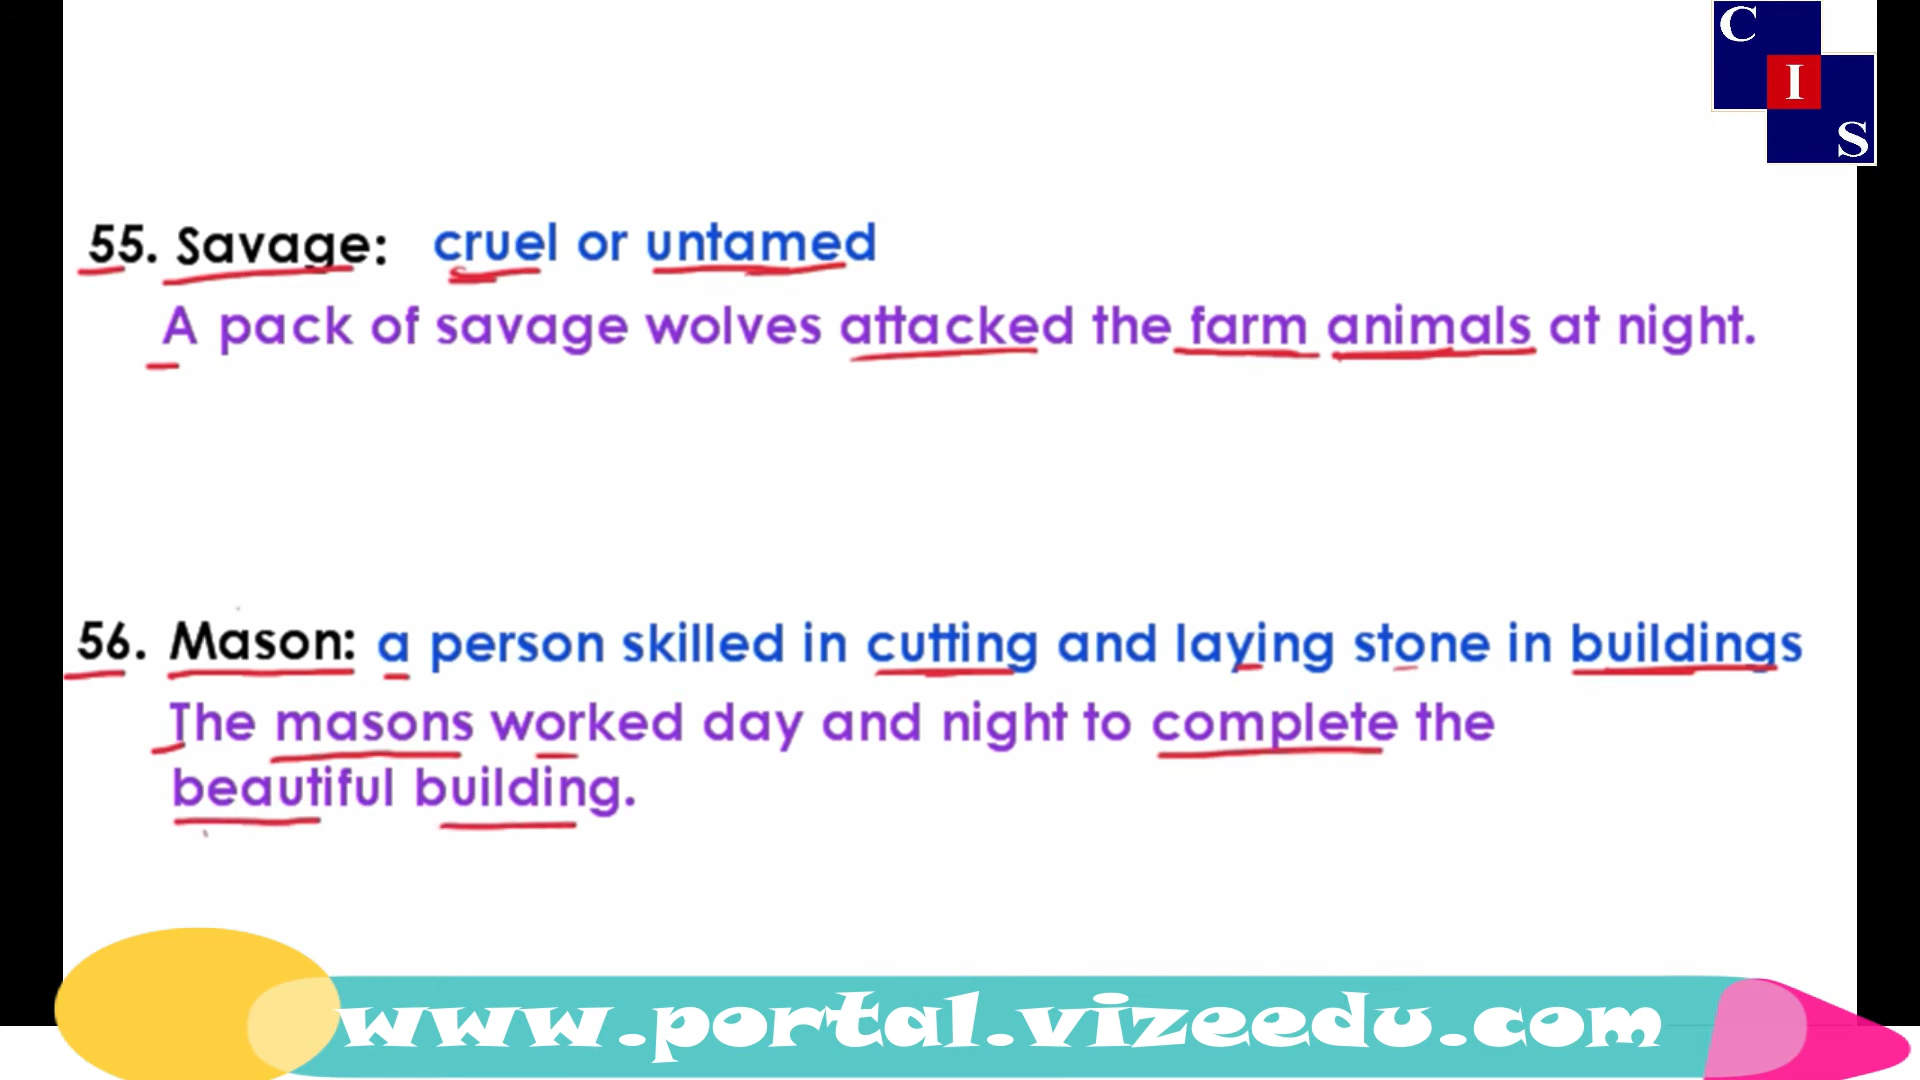 C
I
S
55. Savage: cruel or untamed
A pack of savage wolves attacked the farm animals at night.
56. Mason: a person skilled in cutting and laying stone in buildings
The masons worked day and night to complete the
beautiful building.
www.portal.vizeedu.com